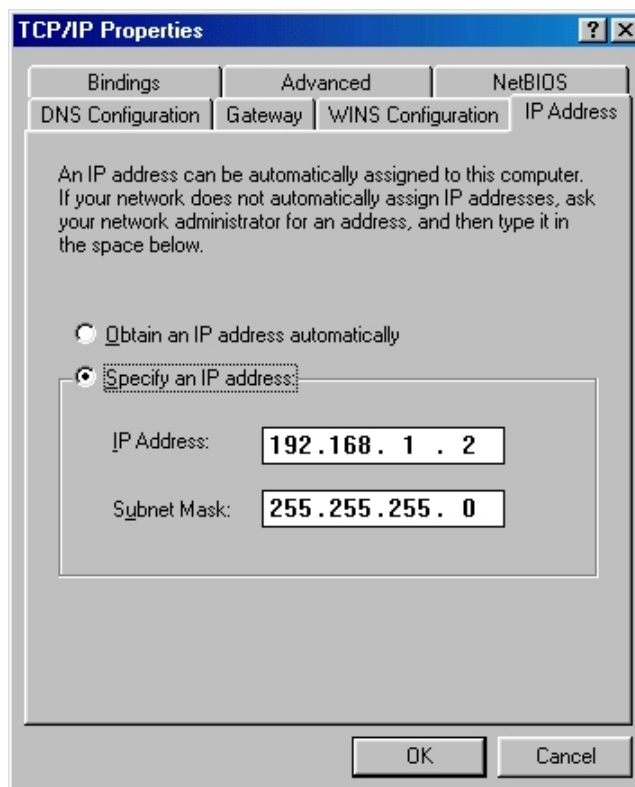 TCP/IP Properties
Bindings Advanced NetBIOS
DNS Configuration Gateway WINS Configuration IP Address
An IP address can be automatically assigned to this computer.
If your network does not automatically assign IP addresses, ask
your network administrator for an address, and then type it in
the space below.
Obtain an IP address automatically
Specify an IP address:
IP Address: 192.168. 1 . 2
Subnet Mask: 255.255.255. 0
OK Cancel